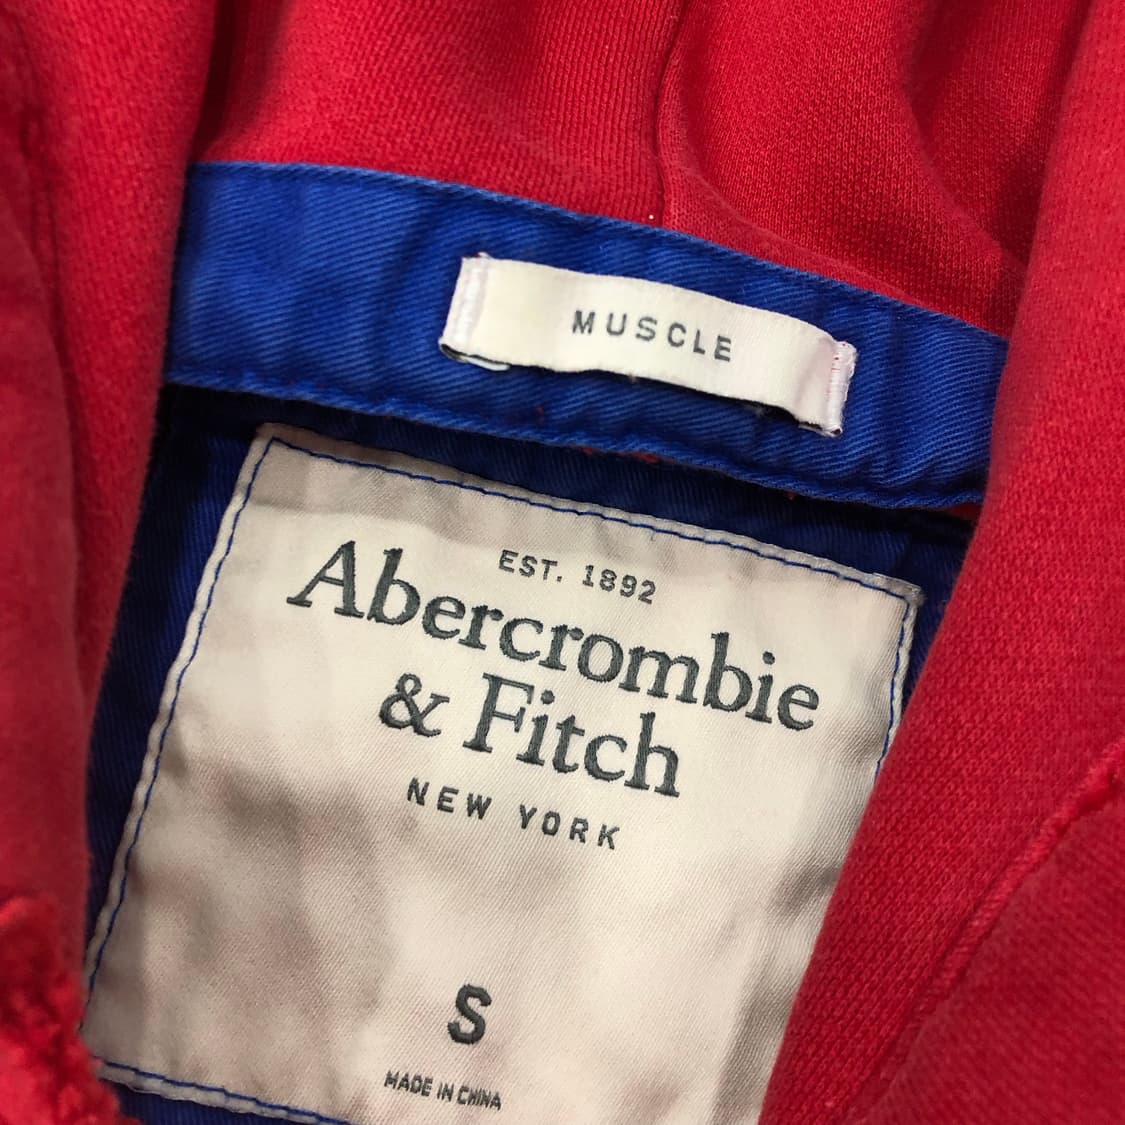 MUSCLE
EST. 1892
Abercrombie
& Fitch
NEW YORK
S
MADE IN CHINA